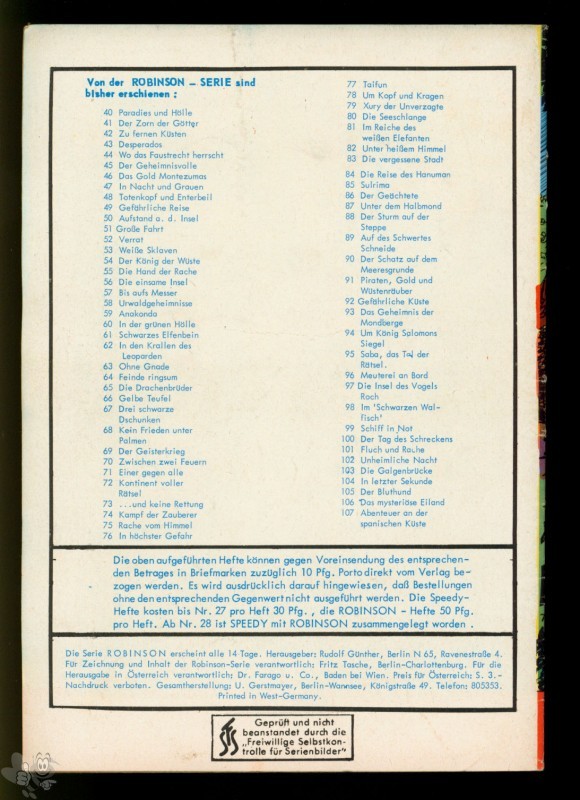 Von der ROBINSON – SERIE sind
bisher erschienen :
40 Paradies und Hölle
41 Der Zorn der Götter
42 Zu fernen Küsten
43 Desperados
44 Wo das Faustrecht herrscht
45 Der Geheimnisvolle
46 Das Gold Montezumas
47 In Nacht und Grauen
48 Totenkopf und Enterbeil
49 Gefährliche Reise
50 Aufstand a. d. Insel
51 Große Fahrt
52 Verrat
53 Weiße Sklaven
54 Der König der Wüste
55 Die Hand der Rache
56 Die einsame Insel
57 Bis aufs Messer
58 Urwaldgeheimnisse
59 Anakonda
60 In der grünen Hölle
61 Schwarzes Elfenbein
62 In den Krallen des
Leoparden
63 Ohne Gnade
64 Feinde ringsum
65 Die Drachenbrüder
66 Gelbe Teufel
67 Drei schwarze
Dschunken
68 Kein Frieden unter
Palmen
69 Der Geisterkrieg
70 Zwischen zwei Feuern
71 Einer gegen alle
72 Kontinent voller
Rätsel
73 ...und keine Rettung
74 Kampf der Zauberer
75 Rache vom Himmel
76 In höchster Gefahr
77 Taifun
78 Um Kopf und Kragen
79 Xury der Unverzagte
80 Die Seeschlange
81 Im Reiche des
weißen Elefanten
82 Unter heißem Himmel
83 Die vergessene Stadt
84 Die Reise des Hanuman
85 Sulrima
86 Der Geächtete
87 Unter dem Halbmond
88 Der Sturm auf der
Steppe
89 Auf des Schwertes
Schneide
90 Der Schatz auf dem
Meeresgrunde
91 Piraten, Gold und
Wüstenräuber
92 Gefährliche Küste
93 Das Geheimnis der
Mondberge
94 Um König Solomons
Siegel
95 Saba, das Tal der
Rätsel.
96 Meuterei an Bord
97 Die Insel des Vogels
Roch
98 Im 'Schwarzen Wal-
fisch'
99 Schiff in Not
100 Der Tag des Schreckens
101 Fluch und Rache
102 Unheimliche Nacht
103 Die Galgenbrücke
104 In letzter Sekunde
105 Der Bluthund
106 Das mysteriöse Eiland
107 Abenteuer an der
spanischen Küste
Die oben aufgeführten Hefte können gegen Voreinsendung des entsprechen-
den Betrages in Briefmarken zuzüglich 10 Pfg. Porto direkt vom Verlag be-
zogen werden. Es wird ausdrücklich darauf hingewiesen, daß Bestellungen
ohne den entsprechenden Gegenwert nicht ausgeführt werden. Die Speedy-
Hefte kosten bis Nr. 27 pro Heft 30 Pfg. , die ROBINSON – Hefte 50 Pfg.
pro Heft. Ab Nr. 28 ist SPEEDY mit ROBINSON zusammengelegt worden .
Die Serie ROBINSON erscheint alle 14 Tage. Herausgeber: Rudolf Günther, Berlin N 65, Ravenestraße 4.
Für Zeichnung und Inhalt der Robinson-Serie verantwortlich: Fritz Tasche, Berlin-Charlottenburg. Für die
Herausgabe in Österreich verantwortlich: Dr. Farago u. Co., Baden bei Wien. Preis für Österreich: S. 3.-
Nachdruck verboten. Gesamtherstellung: U. Gerstmayer, Berlin-Wannsee, Königstraße 49. Telefon: 805353.
Printed in West-Germany.
FSS
Geprüft und nicht
beanstandet durch die
„Freiwillige Selbstkon-
trolle für Serienbilder"